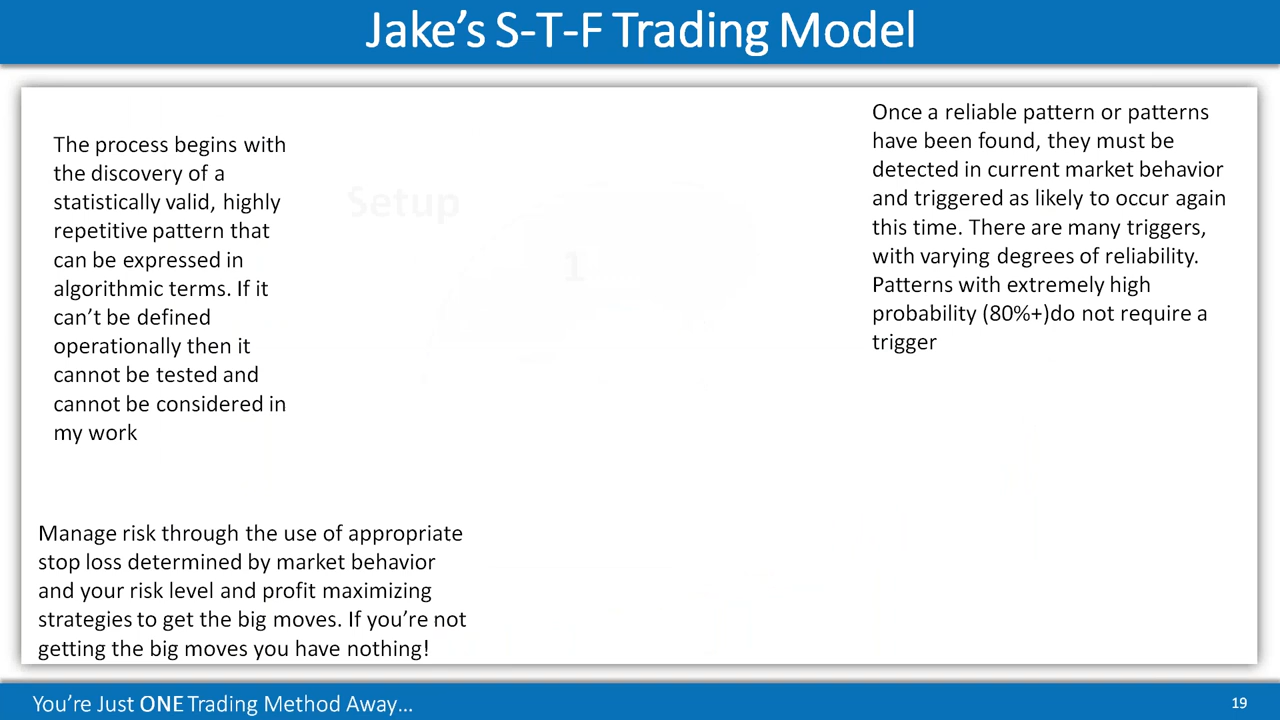 Jake's S-T-F Trading Model
The process begins with
the discovery of a
statistically valid, highly
repetitive pattern that
can be expressed in
algorithmic terms. If it
can't be defined
operationally then it
cannot be tested and
cannot be considered in
my work
Setup
1
Once a reliable pattern or patterns
have been found, they must be
detected in current market behavior
and triggered as likely to occur again
this time. There are many triggers,
with varying degrees of reliability.
Patterns with extremely high
probability (80%+)do not require a
trigger
Manage risk through the use of appropriate
stop loss determined by market behavior
and your risk level and profit maximizing
strategies to get the big moves. If you're not
getting the big moves you have nothing!
You're Just ONE Trading Method Away...
19